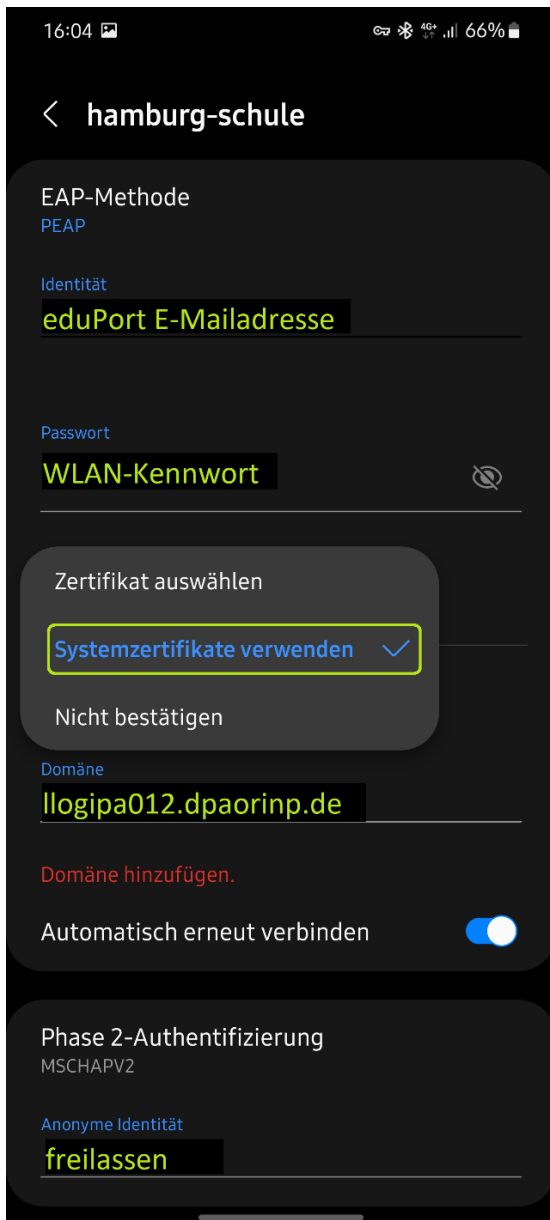 16:04 4G+ 66%
hamburg-schule
EAP-Methode
PEAP
Identität
eduPort E-Mailadresse
Passwort
WLAN-Kennwort
Zertifikat auswählen
Systemzertifikate verwenden
Nicht bestätigen
Domäne
llogipa012.dpaorinp.de
Domäne hinzufügen.
Automatisch erneut verbinden
Phase 2-Authentifizierung
MSCHAPV2
Anonyme Identität
freilassen